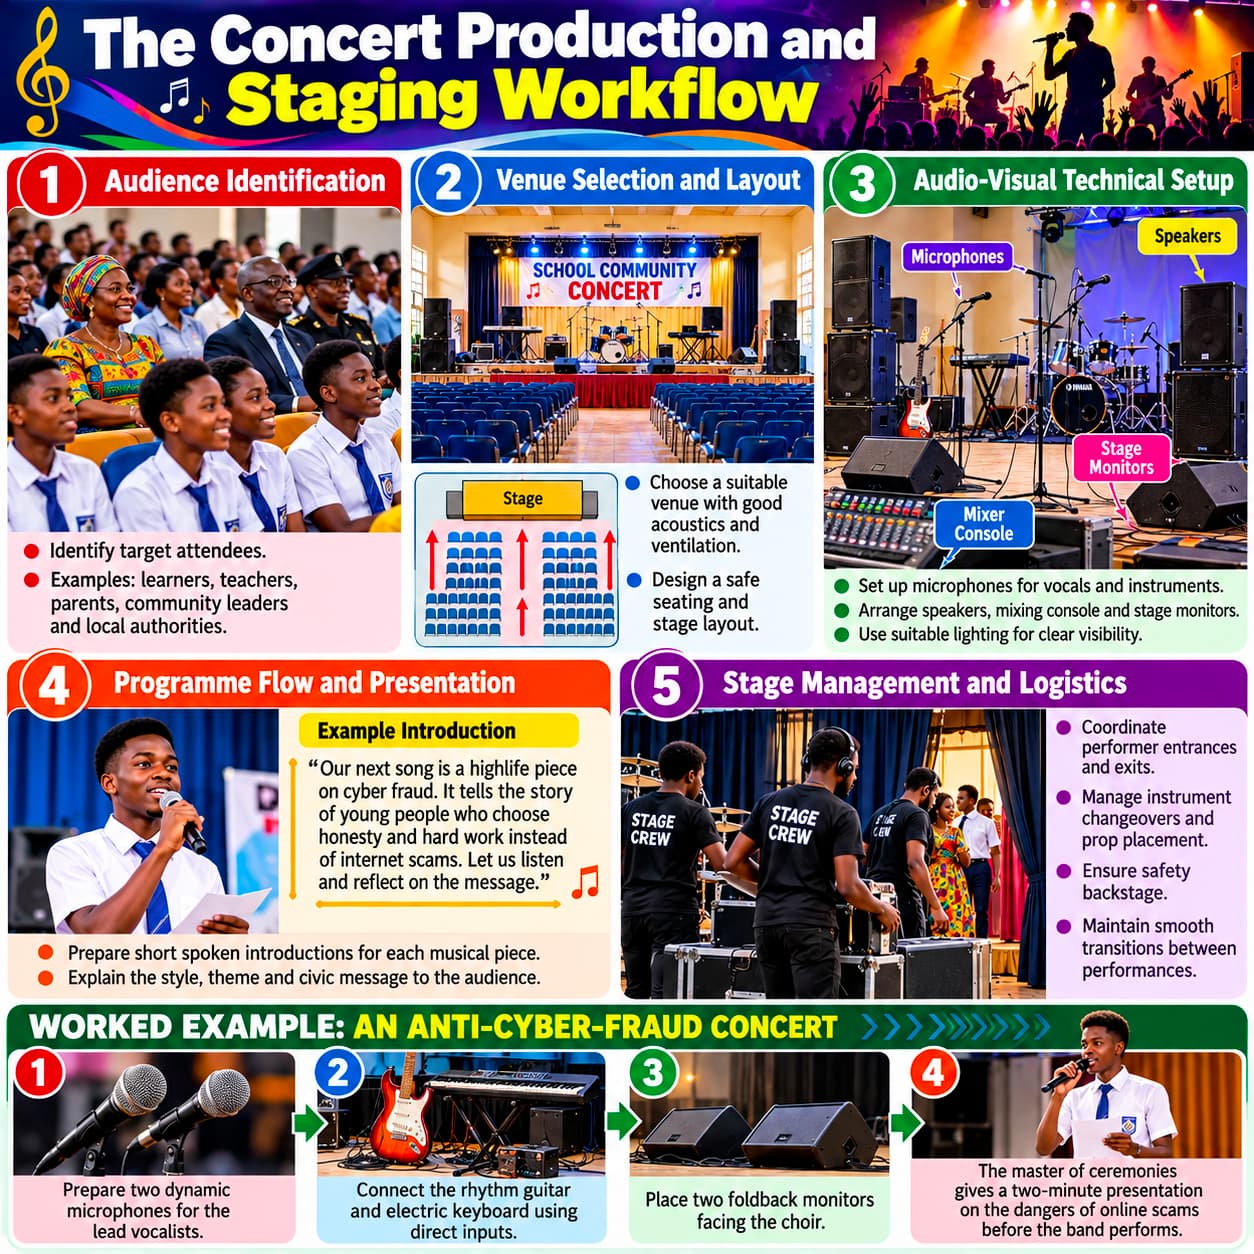 The Concert Production and
Staging Workflow
1 Audience Identification
Identify target attendees.
Examples: learners, teachers,
parents, community leaders
and local authorities.
2 Venue Selection and Layout
SCHOOL COMMUNITY
CONCERT
Stage
Choose a suitable
venue with good
acoustics and
ventilation.
Design a safe
seating and
stage layout.
3 Audio-Visual Technical Setup
Microphones
Speakers
YAMAHA
Stage
Monitors
Mixer
Console
Set up microphones for vocals and instruments.
Arrange speakers, mixing console and stage monitors.
Use suitable lighting for clear visibility.
4 Programme Flow and Presentation
Example Introduction
“Our next song is a highlife piece
on cyber fraud. It tells the story
of young people who choose
honesty and hard work instead
of internet scams. Let us listen
and reflect on the message.”
Prepare short spoken introductions for each musical piece.
Explain the style, theme and civic message to the audience.
5 Stage Management and Logistics
STAGE
CREW
STAGE
CREW
Coordinate
performer entrances
and exits.
Manage instrument
changeovers and
prop placement.
Ensure safety
backstage.
Maintain smooth
transitions between
performances.
WORKED EXAMPLE: AN ANTI-CYBER-FRAUD CONCERT
1
Prepare two dynamic
microphones for the
lead vocalists.
2
Connect the rhythm guitar
and electric keyboard using
direct inputs.
3
Place two foldback monitors
facing the choir.
4
The master of ceremonies
gives a two-minute presentation
on the dangers of online scams
before the band performs.